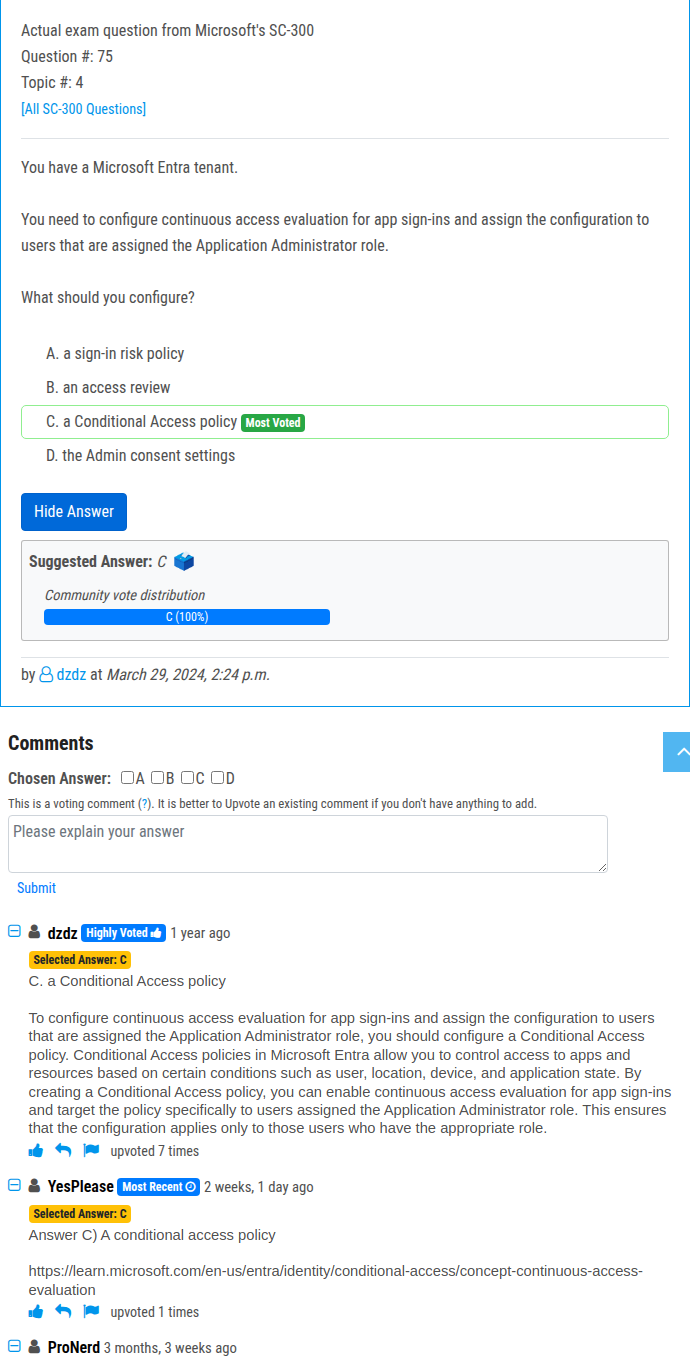 Actual exam question from Microsoft's SC-300
Question #: 75
Topic #: 4
[All SC-300 Questions]
You have a Microsoft Entra tenant.
You need to configure continuous access evaluation for app sign-ins and assign the configuration to
users that are assigned the Application Administrator role.
What should you configure?
A. a sign-in risk policy
B. an access review
C. a Conditional Access policy Most Voted
D. the Admin consent settings
Hide Answer
Suggested Answer: C
Community vote distribution
C (100%)
by dzdz at March 29, 2024, 2:24 p.m.
Comments
Chosen Answer: A B C D
This is a voting comment (?). It is better to Upvote an existing comment if you don't have anything to add.
Please explain your answer
Submit
dzdz Highly Voted 1 year ago
Selected Answer: C
C. a Conditional Access policy
To configure continuous access evaluation for app sign-ins and assign the configuration to users
that are assigned the Application Administrator role, you should configure a Conditional Access
policy. Conditional Access policies in Microsoft Entra allow you to control access to apps and
resources based on certain conditions such as user, location, device, and application state. By
creating a Conditional Access policy, you can enable continuous access evaluation for app sign-ins
and target the policy specifically to users assigned the Application Administrator role. This ensures
that the configuration applies only to those users who have the appropriate role.
upvoted 7 times
YesPlease Most Recent 2 weeks, 1 day ago
Selected Answer: C
Answer C) A conditional access policy
https://learn.microsoft.com/en-us/entra/identity/conditional-access/concept-continuous-access-
evaluation
upvoted 1 times
ProNerd 3 months, 3 weeks ago